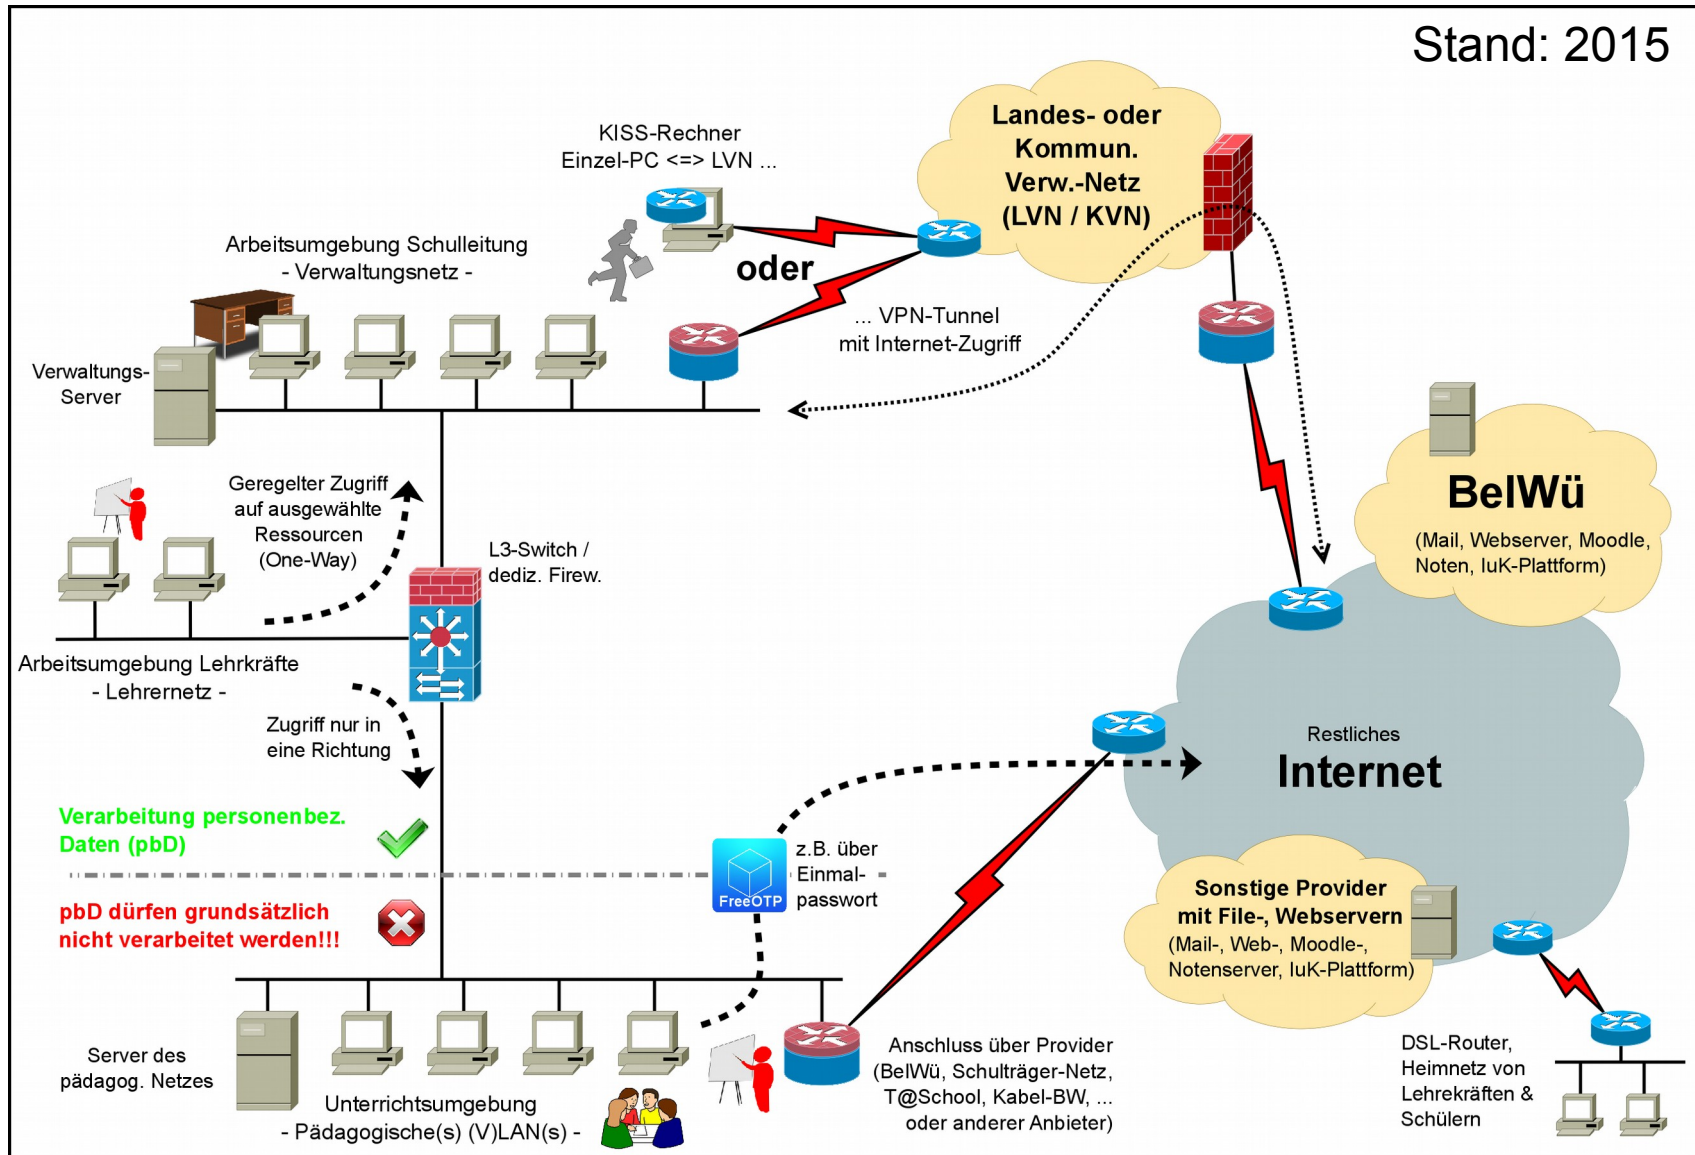 Stand: 2015
Landes- oder
Kommun.
Verw.-Netz
(LVN / KVN)
KISS-Rechner
Einzel-PC <=> LVN ...
oder
... VPN-Tunnel
mit Internet-Zugriff
Arbeitsumgebung Schulleitung
- Verwaltungsnetz -
Verwaltungs-
Server
Geregelter Zugriff
auf ausgewählte
Ressourcen
(One-Way)
L3-Switch /
dediz. Firew.
Arbeitsumgebung Lehrkräfte
- Lehrernetz -
Zugriff nur in
eine Richtung
BelWü
(Mail, Webserver, Moodle,
Noten, IuK-Plattform)
Restliches
Internet
Verarbeitung personenbez.
Daten (pbD)
pbD dürfen grundsätzlich
nicht verarbeitet werden!!!
FreeOTP
z.B. über
Einmal-
passwort
Sonstige Provider
mit File-, Webservern
(Mail-, Web-, Moodle-,
Notenserver, IuK-Plattform)
Server des
pädagog. Netzes
Unterrichtsumgebung
- Pädagogische(s) (V)LAN(s) -
Anschluss über Provider
(BelWü, Schulträger-Netz,
T@School, Kabel-BW, ...
oder anderer Anbieter)
DSL-Router,
Heimnetz von
Lehrekräften &
Schülern